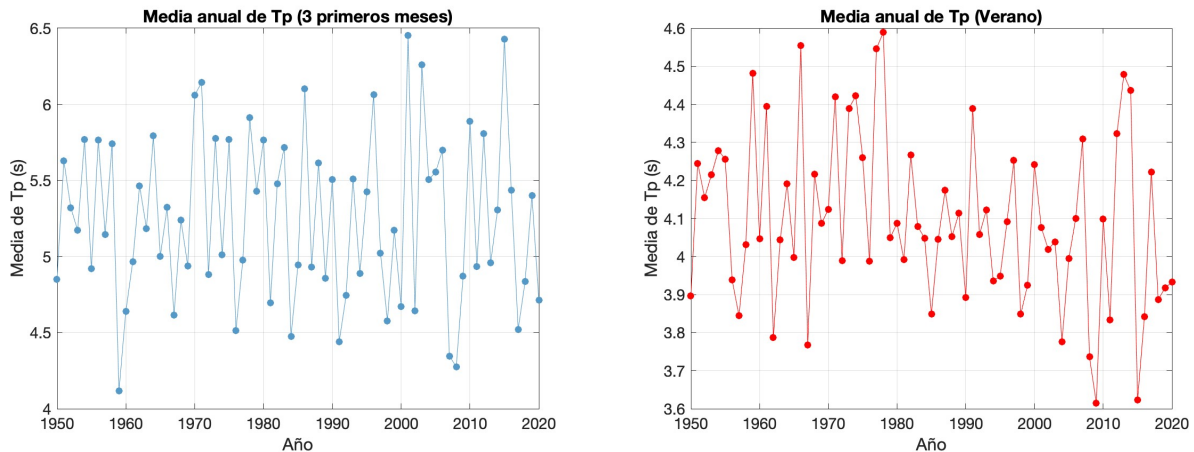 Media anual de Tp (3 primeros meses)
6.5
6
5.5
5
4.5
4
Media de Tp (s)
1950 1960 1970 1980 1990 2000 2010 2020
Año
Media anual de Tp (Verano)
4.6
4.5
4.4
4.3
4.2
4.1
4
3.9
3.8
3.7
3.6
Media de Tp (s)
1950 1960 1970 1980 1990 2000 2010 2020
Año